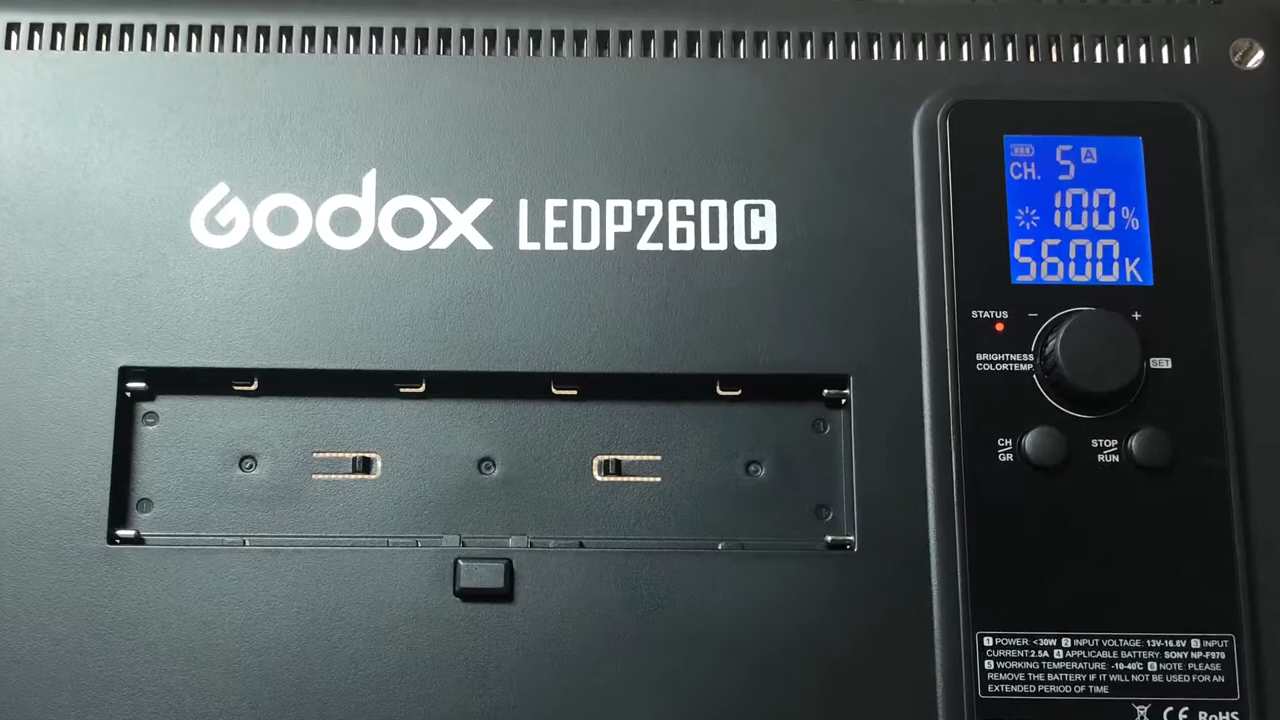 Godox LEDP260C
CH. 5 A
100 %
5600 K
STATUS − +
BRIGHTNESS
COLORTEMP.
SET
CH
GR
STOP
RUN
1 POWER: <30W 2 INPUT VOLTAGE: 13V-16.8V 3 INPUT
CURRENT:2.5A 4 APPLICABLE BATTERY: SONY NP-F970
5 WORKING TEMPERATURE: -10-40℃ 6 NOTE: PLEASE
REMOVE THE BATTERY IF IT WILL NOT BE USED FOR AN
EXTENDED PERIOD OF TIME
CE RoHS